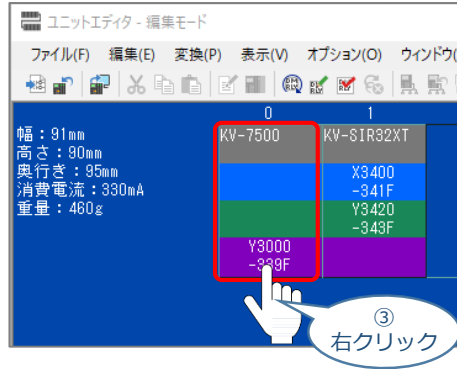 ユニットエディタ - 編集モード
ファイル(F) 編集(E) 変換(P) 表示(V) オプション(O) ウィンドウ(
0 1
幅：91mm
高さ：90mm
奥行き：95mm
消費電流：330mA
重量：460g
KV-7500 KV-SIR32XT
X3400
-341F
Y3420
-343F
Y3000
-339F
③
右クリック